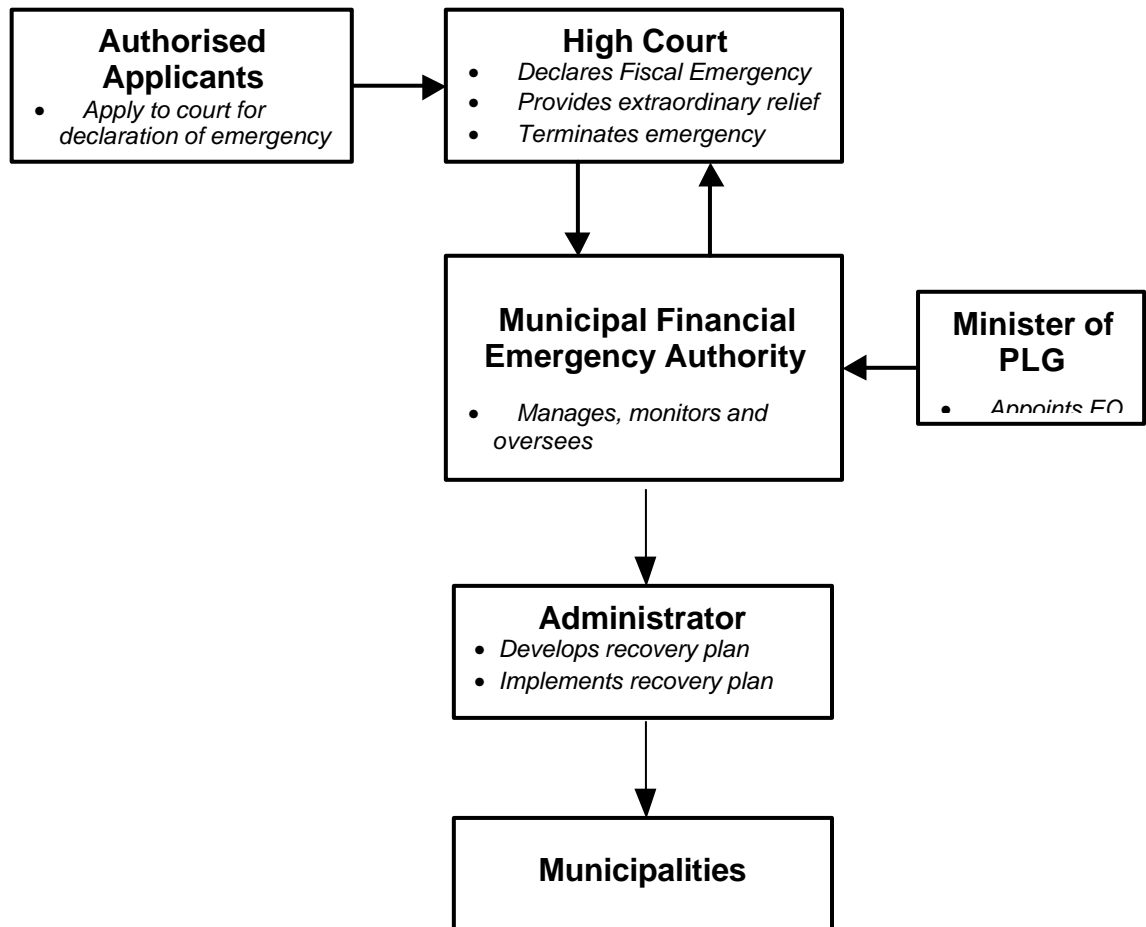 Authorised
Applicants
• Apply to court for
declaration of emergency
High Court
• Declares Fiscal Emergency
• Provides extraordinary relief
• Terminates emergency
Municipal Financial
Emergency Authority
• Manages, monitors and
oversees
Minister of
PLG
• Appoints
Administrator
• Develops recovery plan
• Implements recovery plan
Municipalities